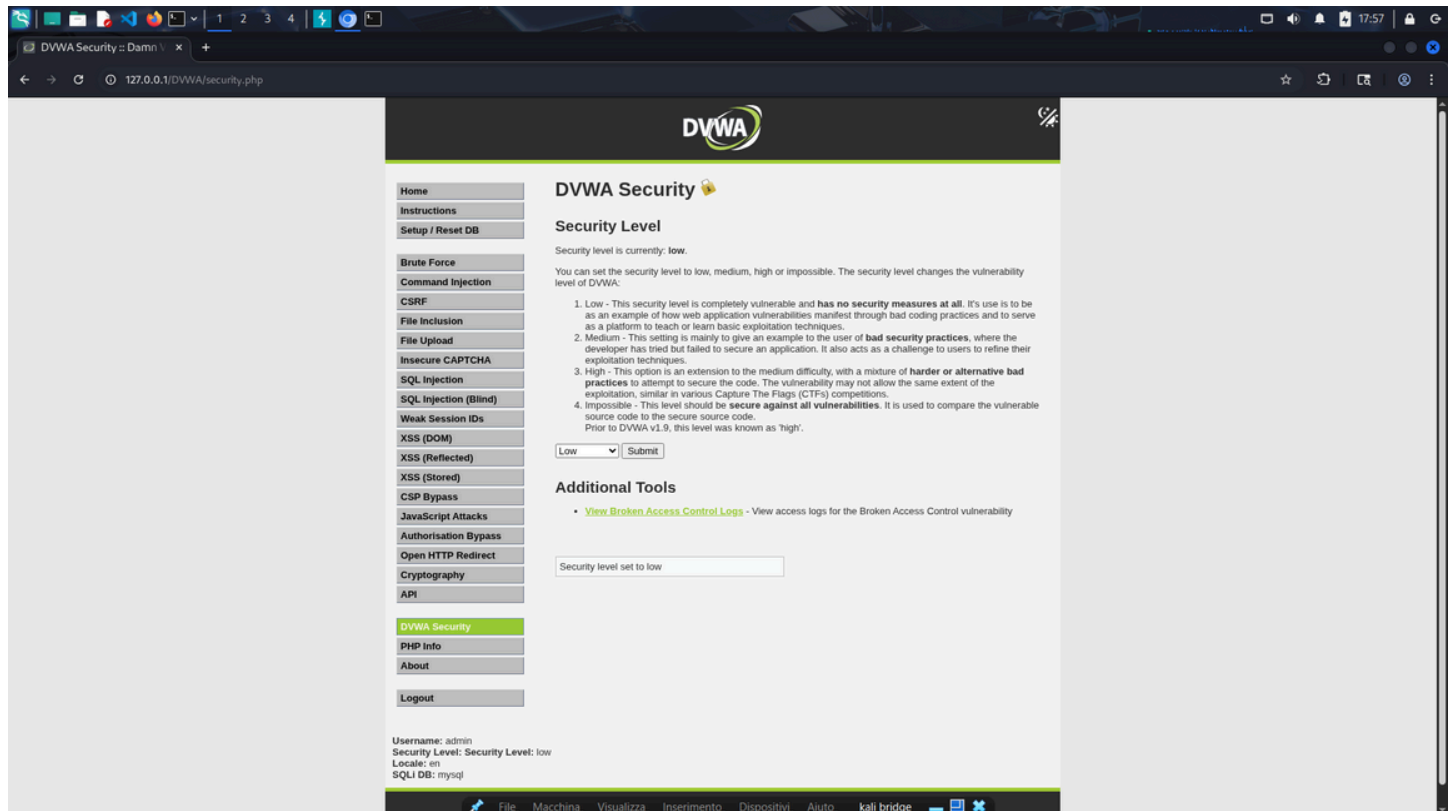 1 2 3 4
17:57
DVWA Security :: Damn V
127.0.0.1/DVWA/security.php
DVWA
Home
Instructions
Setup / Reset DB
Brute Force
Command Injection
CSRF
File Inclusion
File Upload
Insecure CAPTCHA
SQL Injection
SQL Injection (Blind)
Weak Session IDs
XSS (DOM)
XSS (Reflected)
XSS (Stored)
CSP Bypass
JavaScript Attacks
Authorisation Bypass
Open HTTP Redirect
Cryptography
API
DVWA Security
PHP Info
About
Logout
DVWA Security
Security Level
Security level is currently: low.
You can set the security level to low, medium, high or impossible. The security level changes the vulnerability
level of DVWA:
1. Low - This security level is completely vulnerable and has no security measures at all. It's use is to be
as an example of how web application vulnerabilities manifest through bad coding practices and to serve
as a platform to teach or learn basic exploitation techniques.
2. Medium - This setting is mainly to give an example to the user of bad security practices, where the
developer has tried but failed to secure an application. It also acts as a challenge to users to refine their
exploitation techniques.
3. High - This option is an extension to the medium difficulty, with a mixture of harder or alternative bad
practices to attempt to secure the code. The vulnerability may not allow the same extent of the
exploitation, similar in various Capture The Flags (CTFs) competitions.
4. Impossible - This level should be secure against all vulnerabilities. It is used to compare the vulnerable
source code to the secure source code.
Prior to DVWA v1.9, this level was known as 'high'.
Low Submit
Additional Tools
• View Broken Access Control Logs - View access logs for the Broken Access Control vulnerability
Security level set to low
Username: admin
Security Level: Security Level: low
Locale: en
SQLi DB: mysql
File Macchina Visualizza Inserimento Dispositivi Aiuto kali bridge